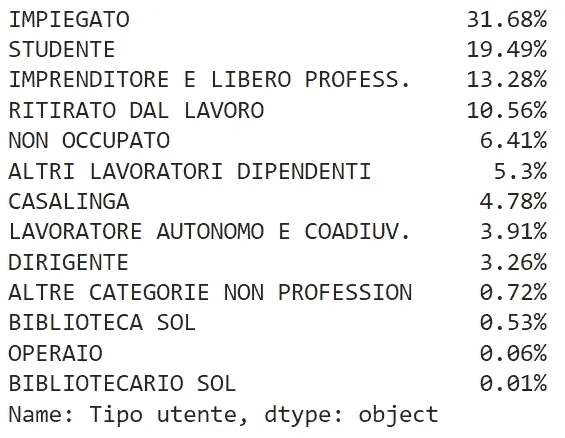 IMPIEGATO 31.68%
STUDENTE 19.49%
IMPRENDITORE E LIBERO PROFESS. 13.28%
RITIRATO DAL LAVORO 10.56%
NON OCCUPATO 6.41%
ALTRI LAVORATORI DIPENDENTI 5.3%
CASALINGA 4.78%
LAVORATORE AUTONOMO E COADIUV. 3.91%
DIRIGENTE 3.26%
ALTRE CATEGORIE NON PROFESSION 0.72%
BIBLIOTECA SOL 0.53%
OPERAIO 0.06%
BIBLIOTECARIO SOL 0.01%
Name: Tipo utente, dtype: object